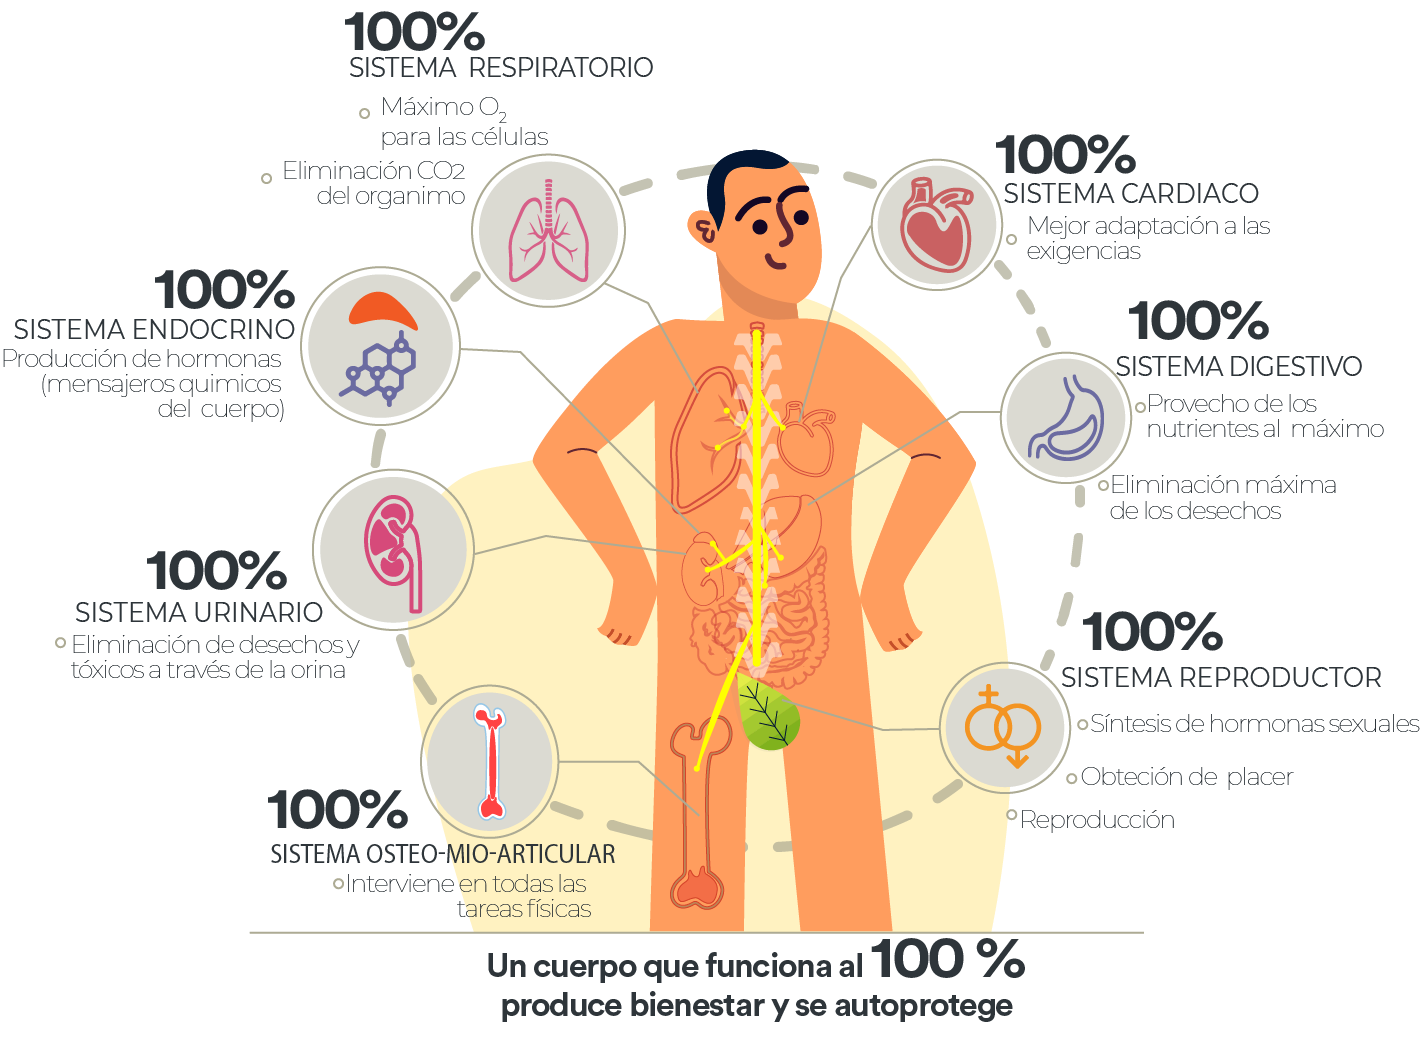 100%
SISTEMA RESPIRATORIO
Máximo O2
para las células
Eliminación CO2
del organimo
100%
SISTEMA CARDIACO
Mejor adaptación a las
exigencias
100%
SISTEMA ENDOCRINO
Producción de hormonas
(mensajeros quimicos
del cuerpo)
100%
SISTEMA DIGESTIVO
Provecho de los
nutrientes al máximo
Eliminación máxima
de los desechos
100%
SISTEMA URINARIO
Eliminación de desechos y
tóxicos a través de la orina
100%
SISTEMA REPRODUCTOR
Síntesis de hormonas sexuales
Obteción de placer
Reproducción
100%
SISTEMA OSTEO-MIO-ARTICULAR
Interviene en todas las
tareas físicas
Un cuerpo que funciona al 100 %
produce bienestar y se autoprotege